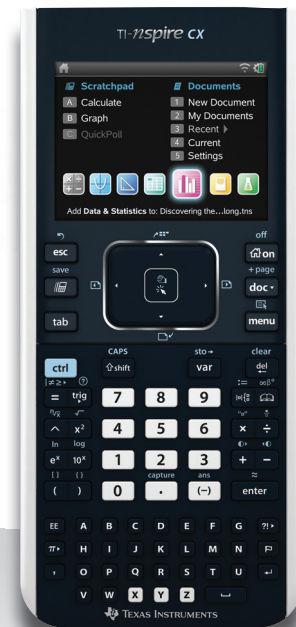 TI-nspire CX
Scratchpad Documents
A Calculate 1 New Document
B Graph 2 My Documents
C QuickPoll 3 Recent
4 Current
5 Settings
Add Data & Statistics to: Discovering the...long.tns
off
esc on
save +page
doc
tab menu
CAPS sto→ clear
ctrl shift var del
= trig 7 8 9
^ x² 4 5 6 × ÷
ln log
eˣ 10ˣ 1 2 3 + −
[ ] { } capture ans ≈
( ) 0 . (−) enter
EE A B C D E F G ?!
π H I J K L M N
, O P Q R S T U
V W X Y Z
TEXAS INSTRUMENTS